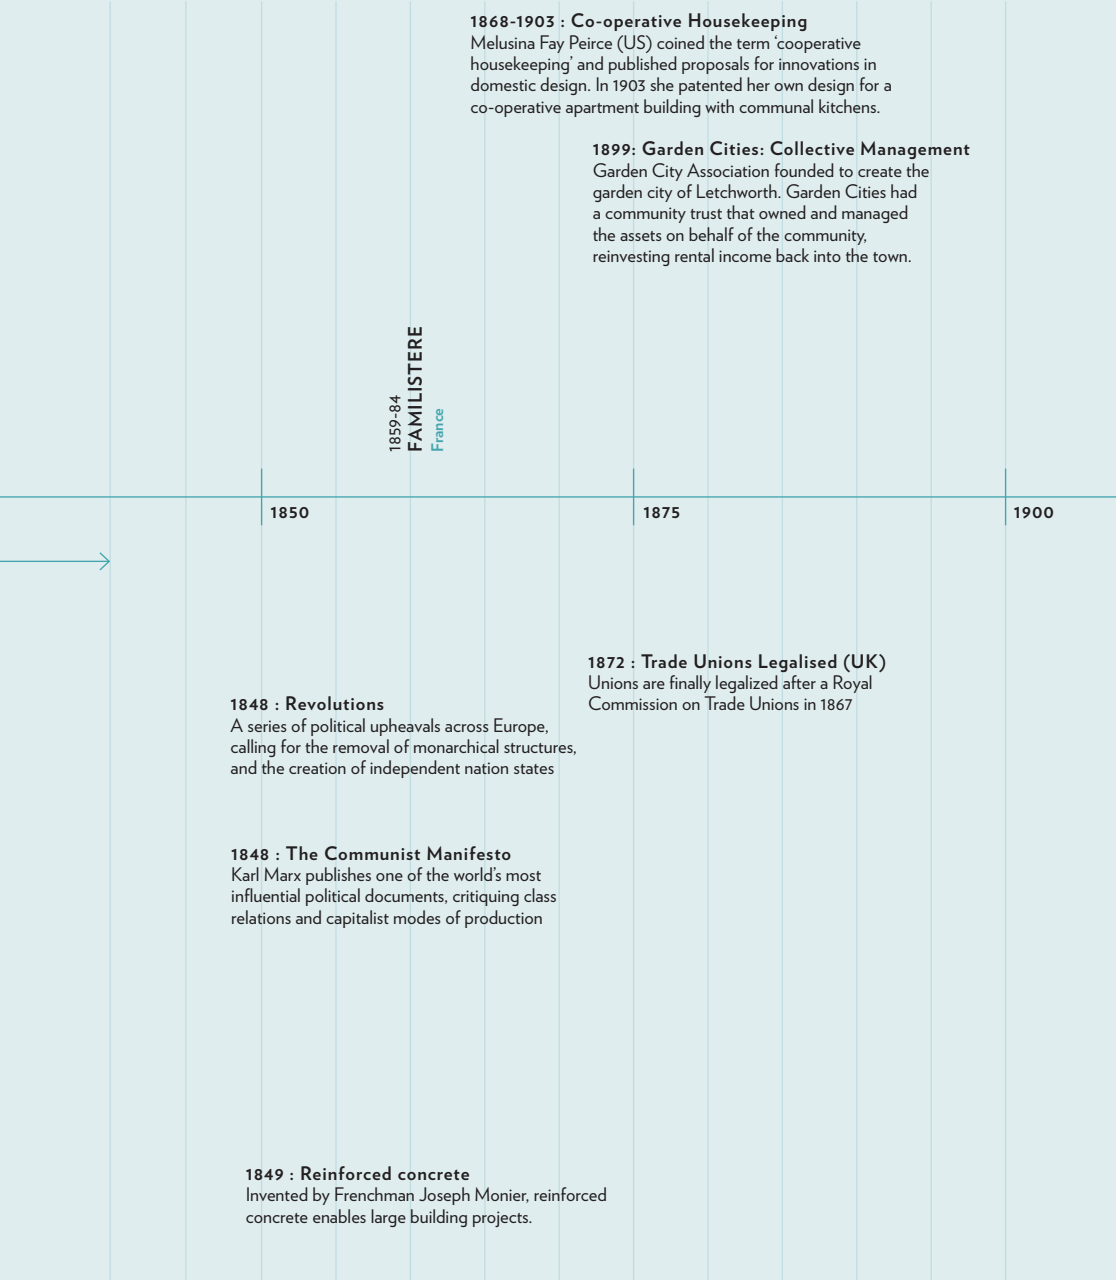 1868-1903 : Co-operative Housekeeping
Melusina Fay Peirce (US) coined the term ‘cooperative
housekeeping’ and published proposals for innovations in
domestic design. In 1903 she patented her own design for a
co-operative apartment building with communal kitchens.
1899: Garden Cities: Collective Management
Garden City Association founded to create the
garden city of Letchworth. Garden Cities had
a community trust that owned and managed
the assets on behalf of the community,
reinvesting rental income back into the town.
1859-84
FAMILISTERE
France
1850
1875
1900
1872 : Trade Unions Legalised (UK)
Unions are finally legalized after a Royal
Commission on Trade Unions in 1867
1848 : Revolutions
A series of political upheavals across Europe,
calling for the removal of monarchical structures,
and the creation of independent nation states
1848 : The Communist Manifesto
Karl Marx publishes one of the world’s most
influential political documents, critiquing class
relations and capitalist modes of production
1849 : Reinforced concrete
Invented by Frenchman Joseph Monier, reinforced
concrete enables large building projects.